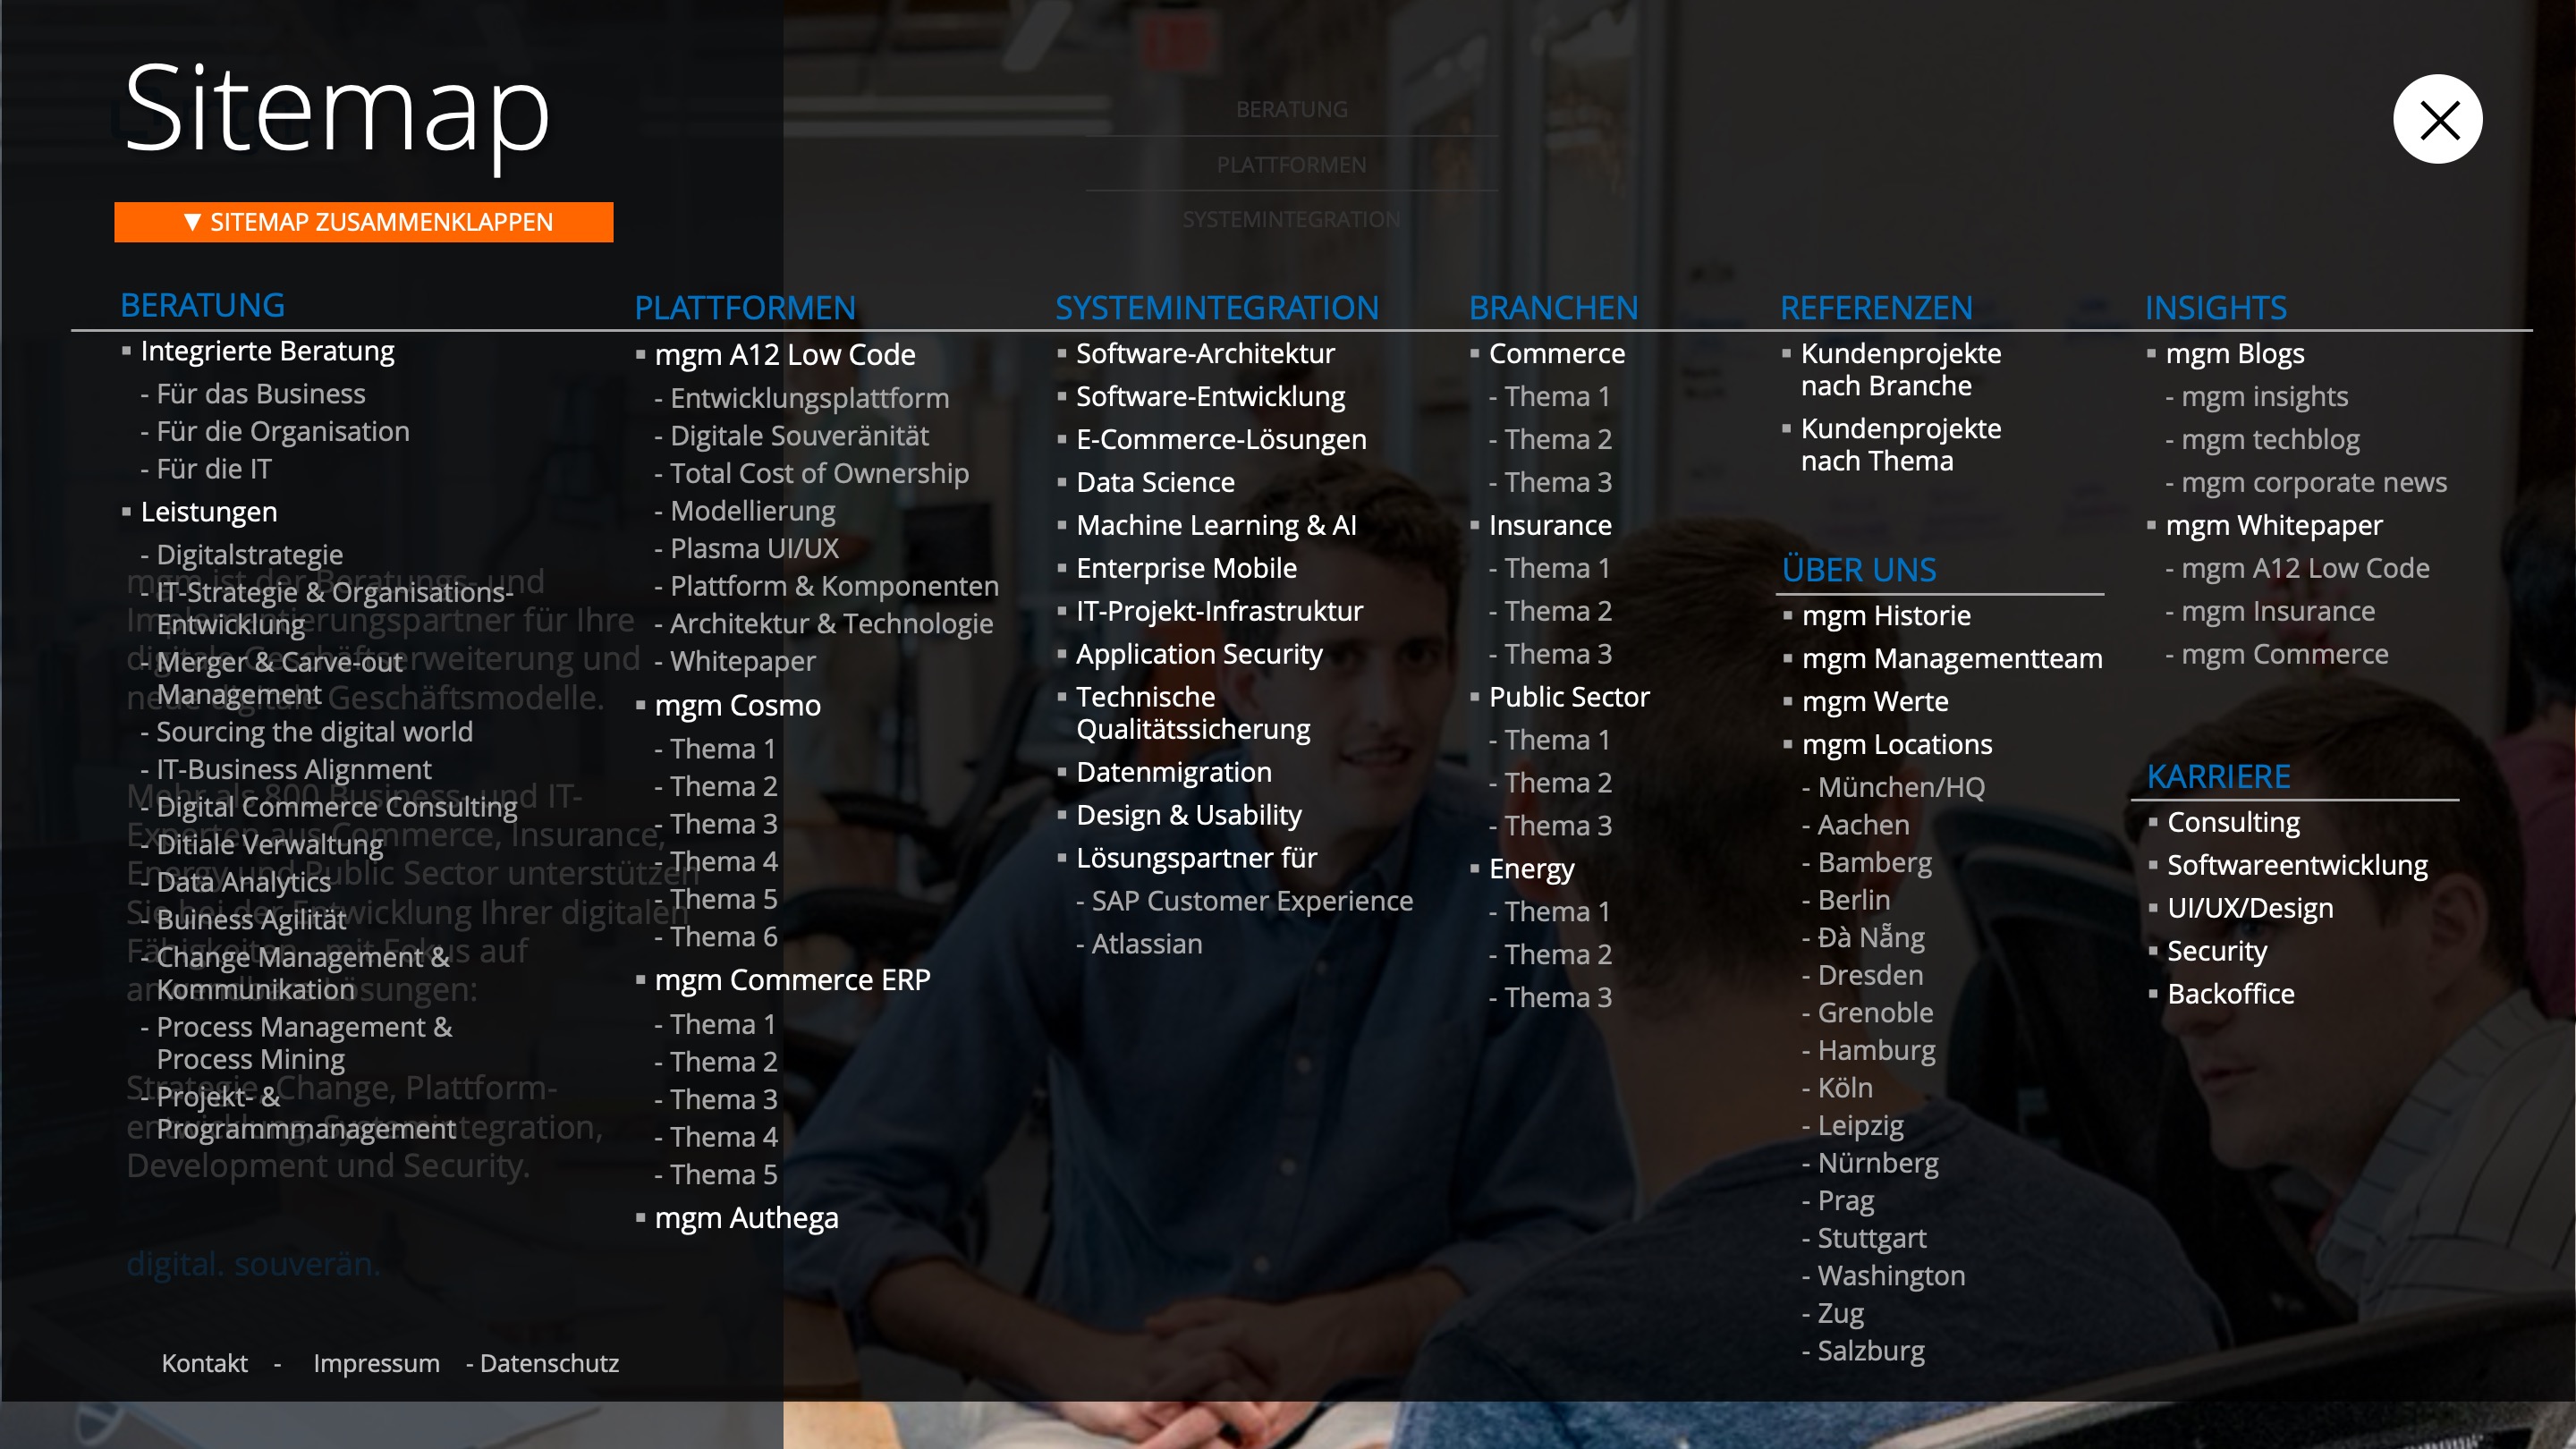 Sitemap
▼ SITEMAP ZUSAMMENKLAPPEN
BERATUNG
PLATTFORMEN
SYSTEMINTEGRATION
BERATUNG
▪ Integrierte Beratung
- Für das Business
- Für die Organisation
- Für die IT
▪ Leistungen
- Digitalstrategie
- IT-Strategie & Organisations-
Entwicklung
- Merger & Carve-out
Management
- Sourcing the digital world
- IT-Business Alignment
- Digital Commerce Consulting
- Ditiale Verwaltung
- Data Analytics
- Buiness Agilität
- Change Management &
Kommunikation
- Process Management &
Process Mining
- Projekt- &
Programmmanagement
PLATTFORMEN
▪ mgm A12 Low Code
- Entwicklungsplattform
- Digitale Souveränität
- Total Cost of Ownership
- Modellierung
- Plasma UI/UX
- Plattform & Komponenten
- Architektur & Technologie
- Whitepaper
▪ mgm Cosmo
- Thema 1
- Thema 2
- Thema 3
- Thema 4
- Thema 5
- Thema 6
▪ mgm Commerce ERP
- Thema 1
- Thema 2
- Thema 3
- Thema 4
- Thema 5
▪ mgm Authega
SYSTEMINTEGRATION
▪ Software-Architektur
▪ Software-Entwicklung
▪ E-Commerce-Lösungen
▪ Data Science
▪ Machine Learning & AI
▪ Enterprise Mobile
▪ IT-Projekt-Infrastruktur
▪ Application Security
▪ Technische
Qualitätssicherung
▪ Datenmigration
▪ Design & Usability
▪ Lösungspartner für
- SAP Customer Experience
- Atlassian
BRANCHEN
▪ Commerce
- Thema 1
- Thema 2
- Thema 3
▪ Insurance
- Thema 1
- Thema 2
- Thema 3
▪ Public Sector
- Thema 1
- Thema 2
- Thema 3
▪ Energy
- Thema 1
- Thema 2
- Thema 3
REFERENZEN
▪ Kundenprojekte
nach Branche
▪ Kundenprojekte
nach Thema
ÜBER UNS
▪ mgm Historie
▪ mgm Managementteam
▪ mgm Werte
▪ mgm Locations
- München/HQ
- Aachen
- Bamberg
- Berlin
- Đà Nẵng
- Dresden
- Grenoble
- Hamburg
- Köln
- Leipzig
- Nürnberg
- Prag
- Stuttgart
- Washington
- Zug
- Salzburg
INSIGHTS
▪ mgm Blogs
- mgm insights
- mgm techblog
- mgm corporate news
▪ mgm Whitepaper
- mgm A12 Low Code
- mgm Insurance
- mgm Commerce
KARRIERE
▪ Consulting
▪ Softwareentwicklung
▪ UI/UX/Design
▪ Security
▪ Backoffice
mgm ist der Beratungs- und
Implementierungspartner für Ihre
digitale Geschäftserweiterung und
neue digitale Geschäftsmodelle.
Mehr als 800 Business- und IT-
Experten aus Commerce, Insurance,
Energy und Public Sector unterstützen
Sie bei der Entwicklung Ihrer digitalen
Fähigkeiten - mit Fokus auf
anwendbare Lösungen:
Strategie, Change, Plattform-
entwicklung, Systemintegration,
Development und Security.
digital. souverän.
Kontakt - Impressum - Datenschutz